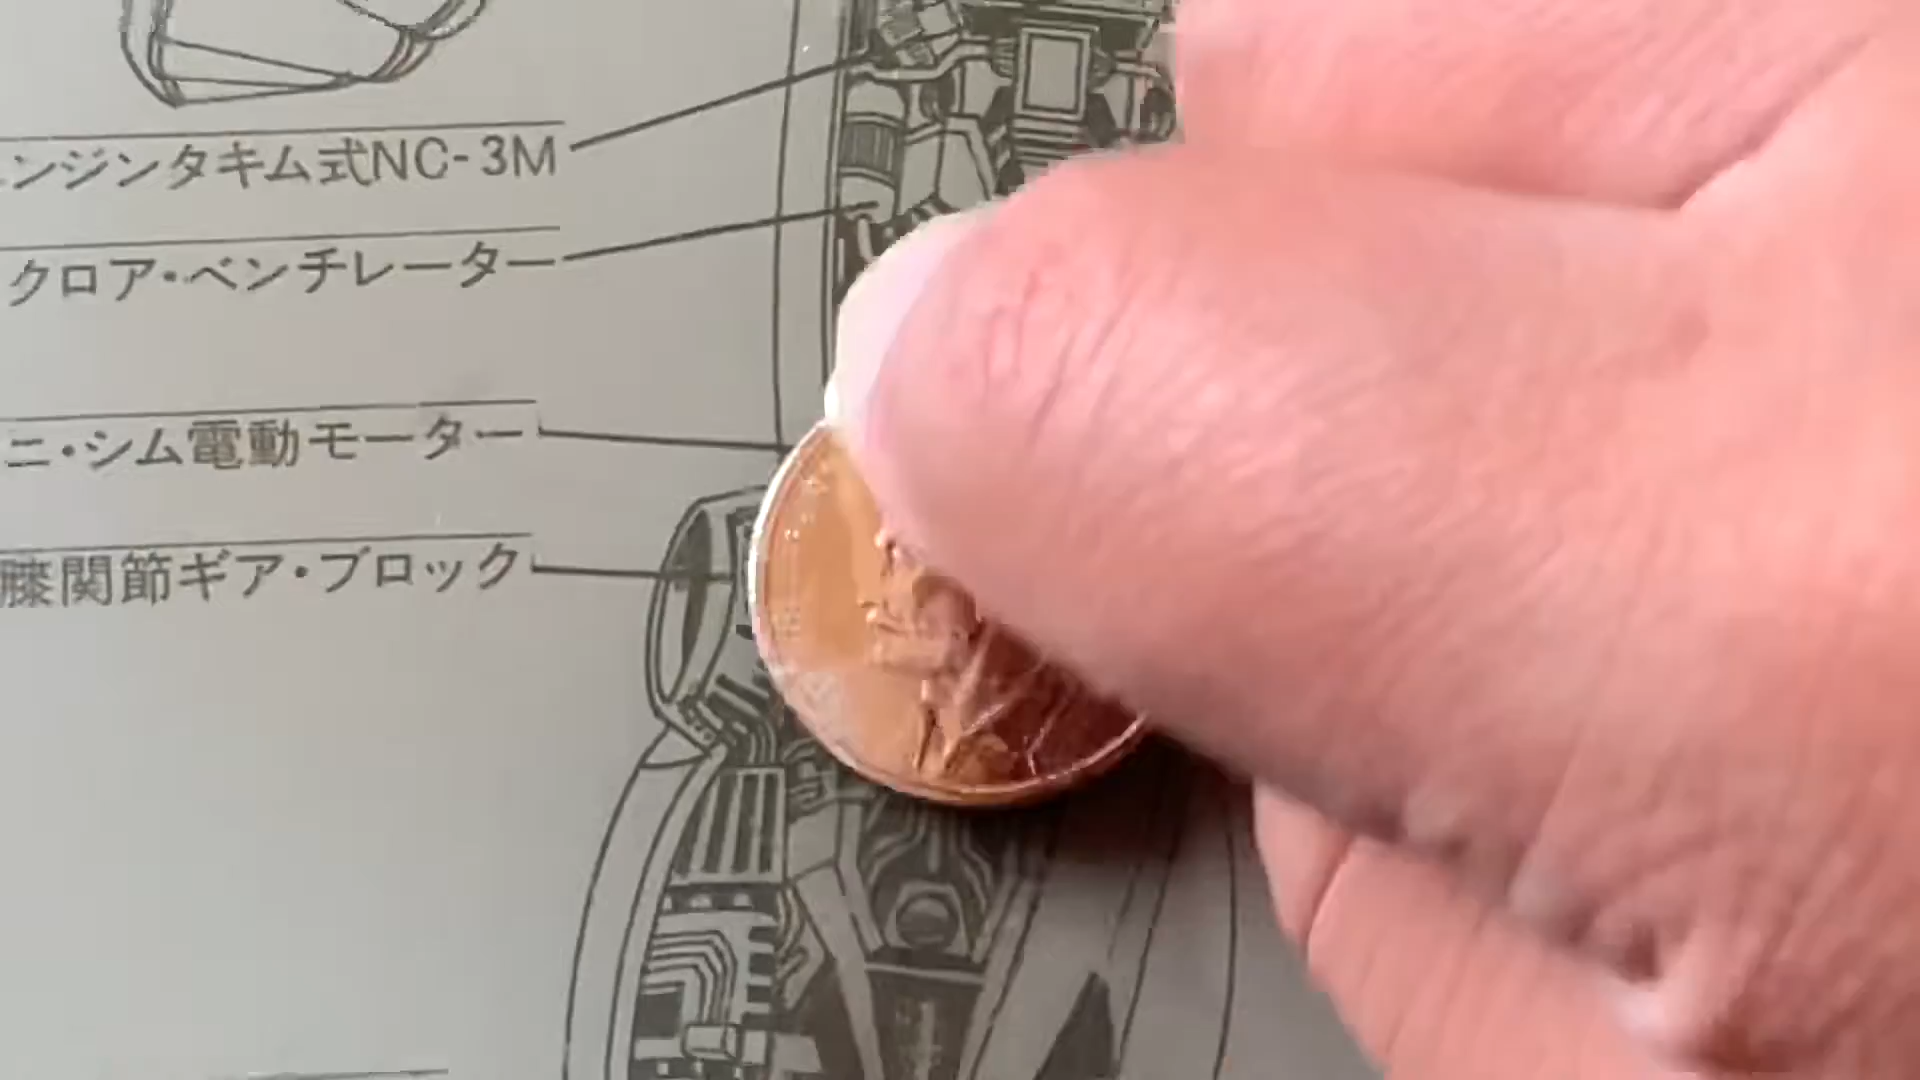 ンジンタキム式NC-3M
クロア・ベンチレーター
ニ・シム電動モーター
膝関節ギア・ブロック